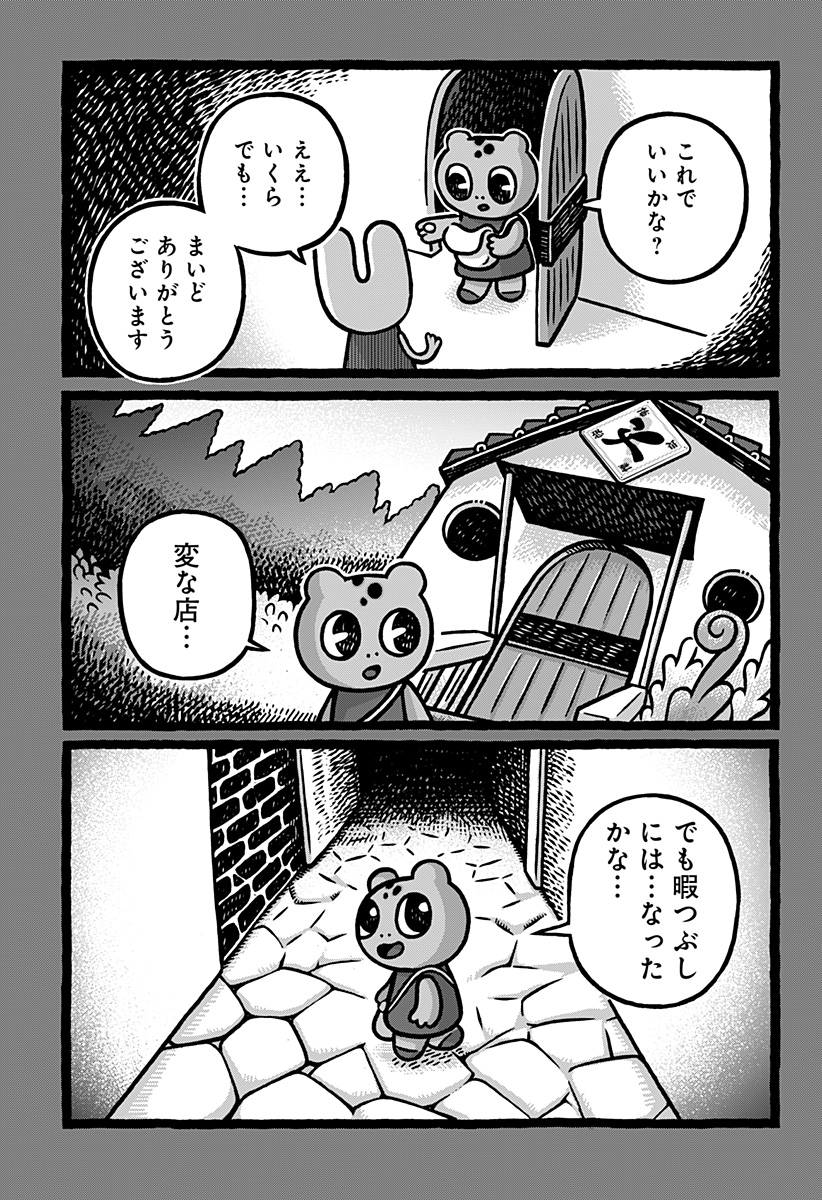 これで
いいかな?
ええ…
いくら
でも…
まいど
ありがとう
ございます
変な店…
でも暇つぶし
には…なった
かな…